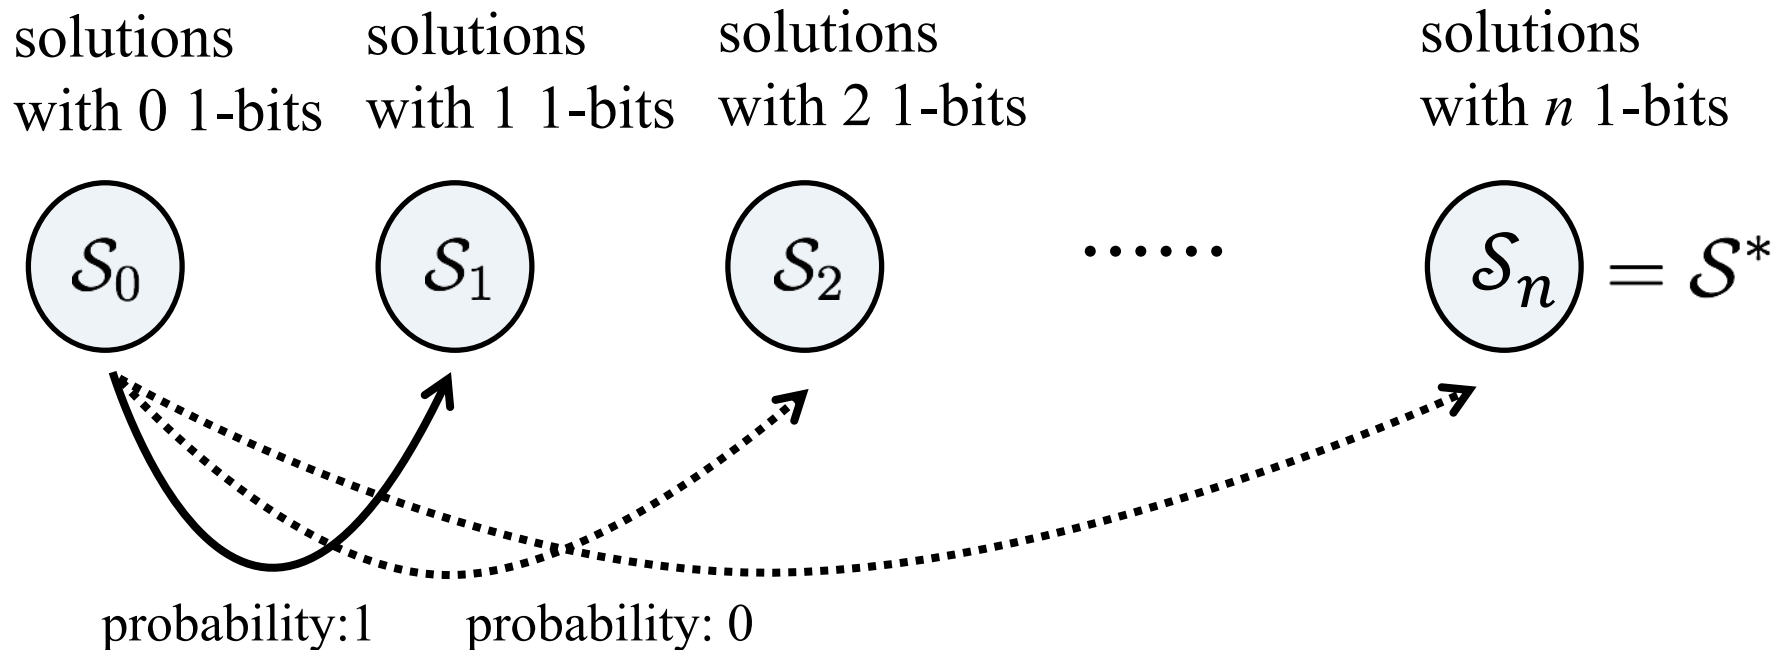 solutions
with 0 1-bits
solutions
with 1 1-bits
solutions
with 2 1-bits
solutions
with n 1-bits
𝒮₀
𝒮₁
𝒮₂
......
𝒮ₙ = 𝒮*
probability:1
probability: 0